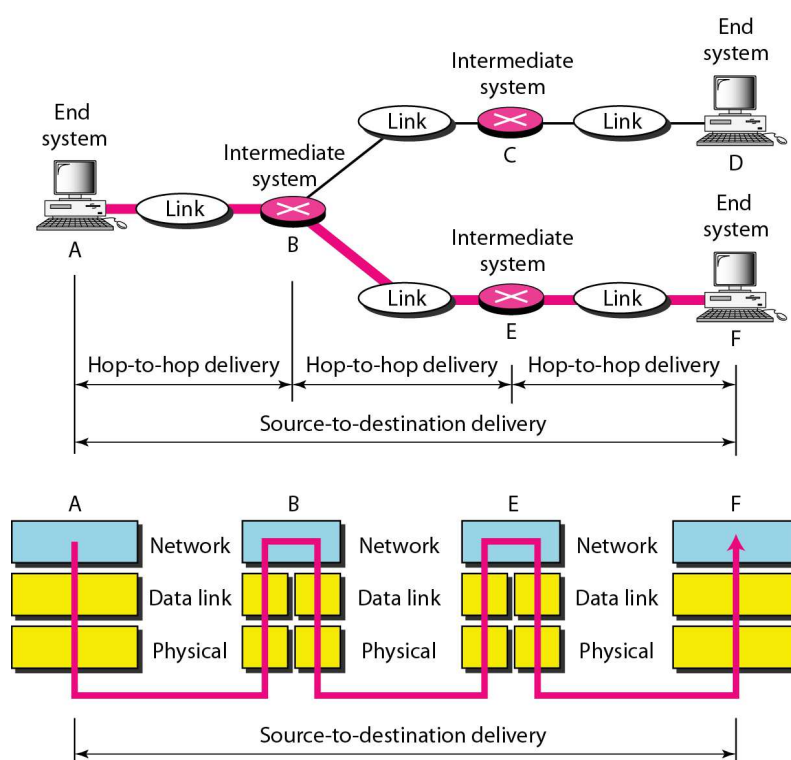 End
system
Intermediate
system
Link
Link
C
D
End
system
Intermediate
system
A
Link
B
Intermediate
system
End
system
Link
Link
E
F
Hop-to-hop delivery
Hop-to-hop delivery
Hop-to-hop delivery
Source-to-destination delivery
A
B
E
F
Network
Network
Network
Data link
Data link
Data link
Physical
Physical
Physical
Source-to-destination delivery